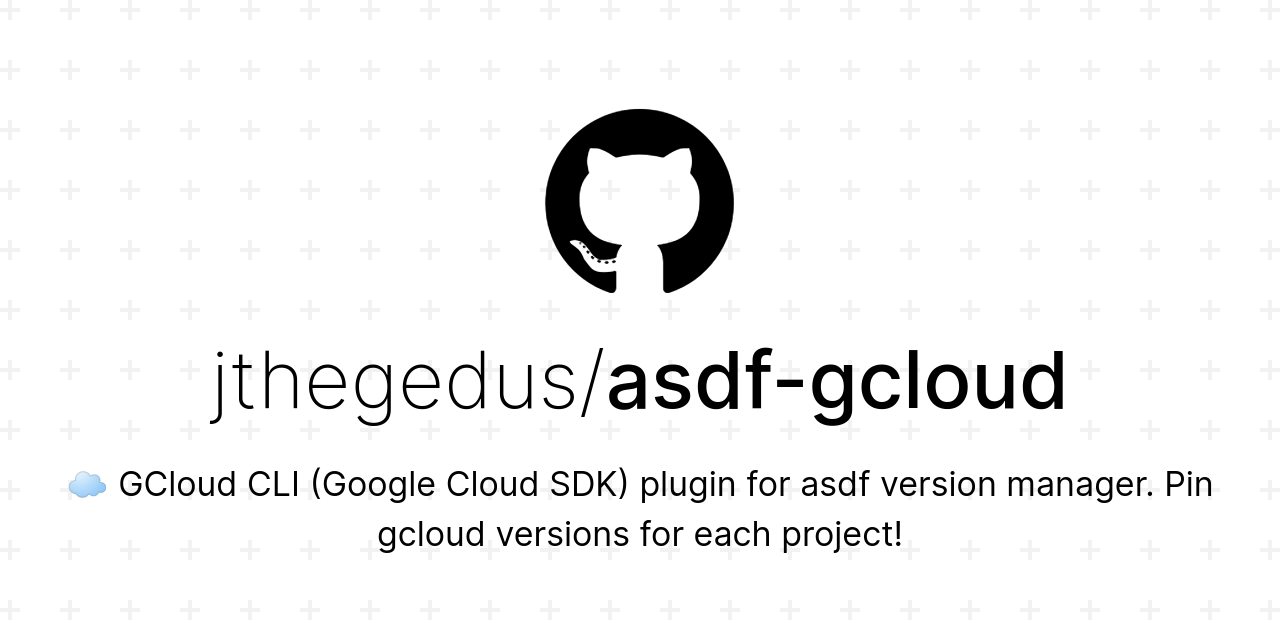 jthegedus/asdf-gcloud
☁️ GCloud CLI (Google Cloud SDK) plugin for asdf version manager. Pin
gcloud versions for each project!